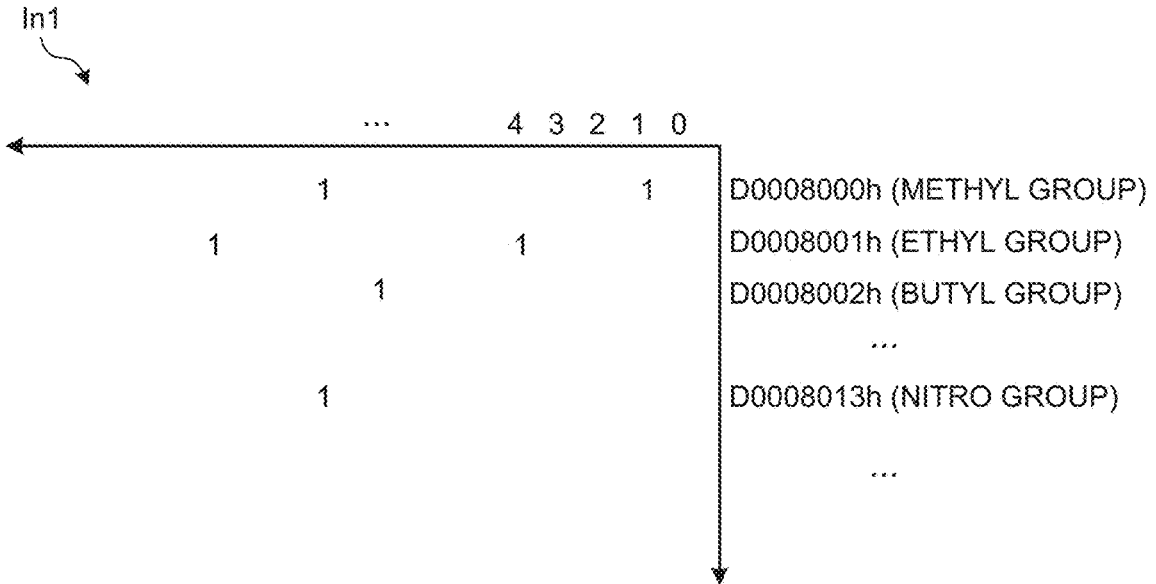 In1
... 4 3 2 1 0
1 1 D0008000h (METHYL GROUP)
1 1 D0008001h (ETHYL GROUP)
1 D0008002h (BUTYL GROUP)
...
1 D0008013h (NITRO GROUP)
...